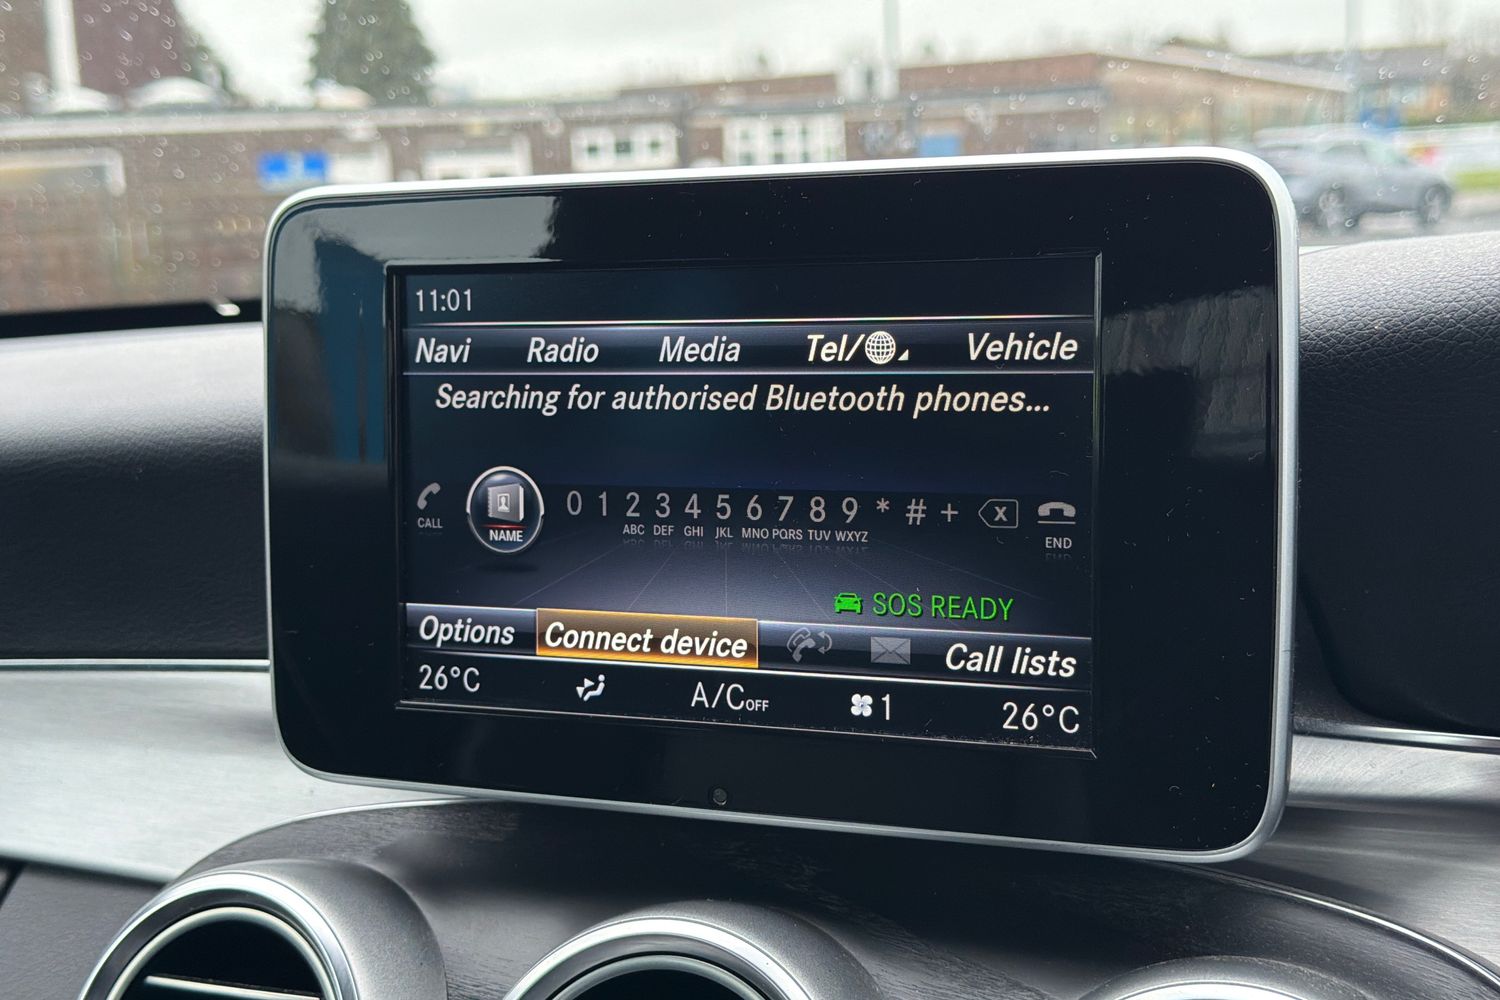 11:01
Navi Radio Media Tel/ Vehicle
Searching for authorised Bluetooth phones...
CALL NAME 0 1 2 3 4 5 6 7 8 9 * # + X END
ABC DEF GHI JKL MNO PQRS TUV WXYZ
SOS READY
Options Connect device Call lists
26°C A/C OFF 1 26°C